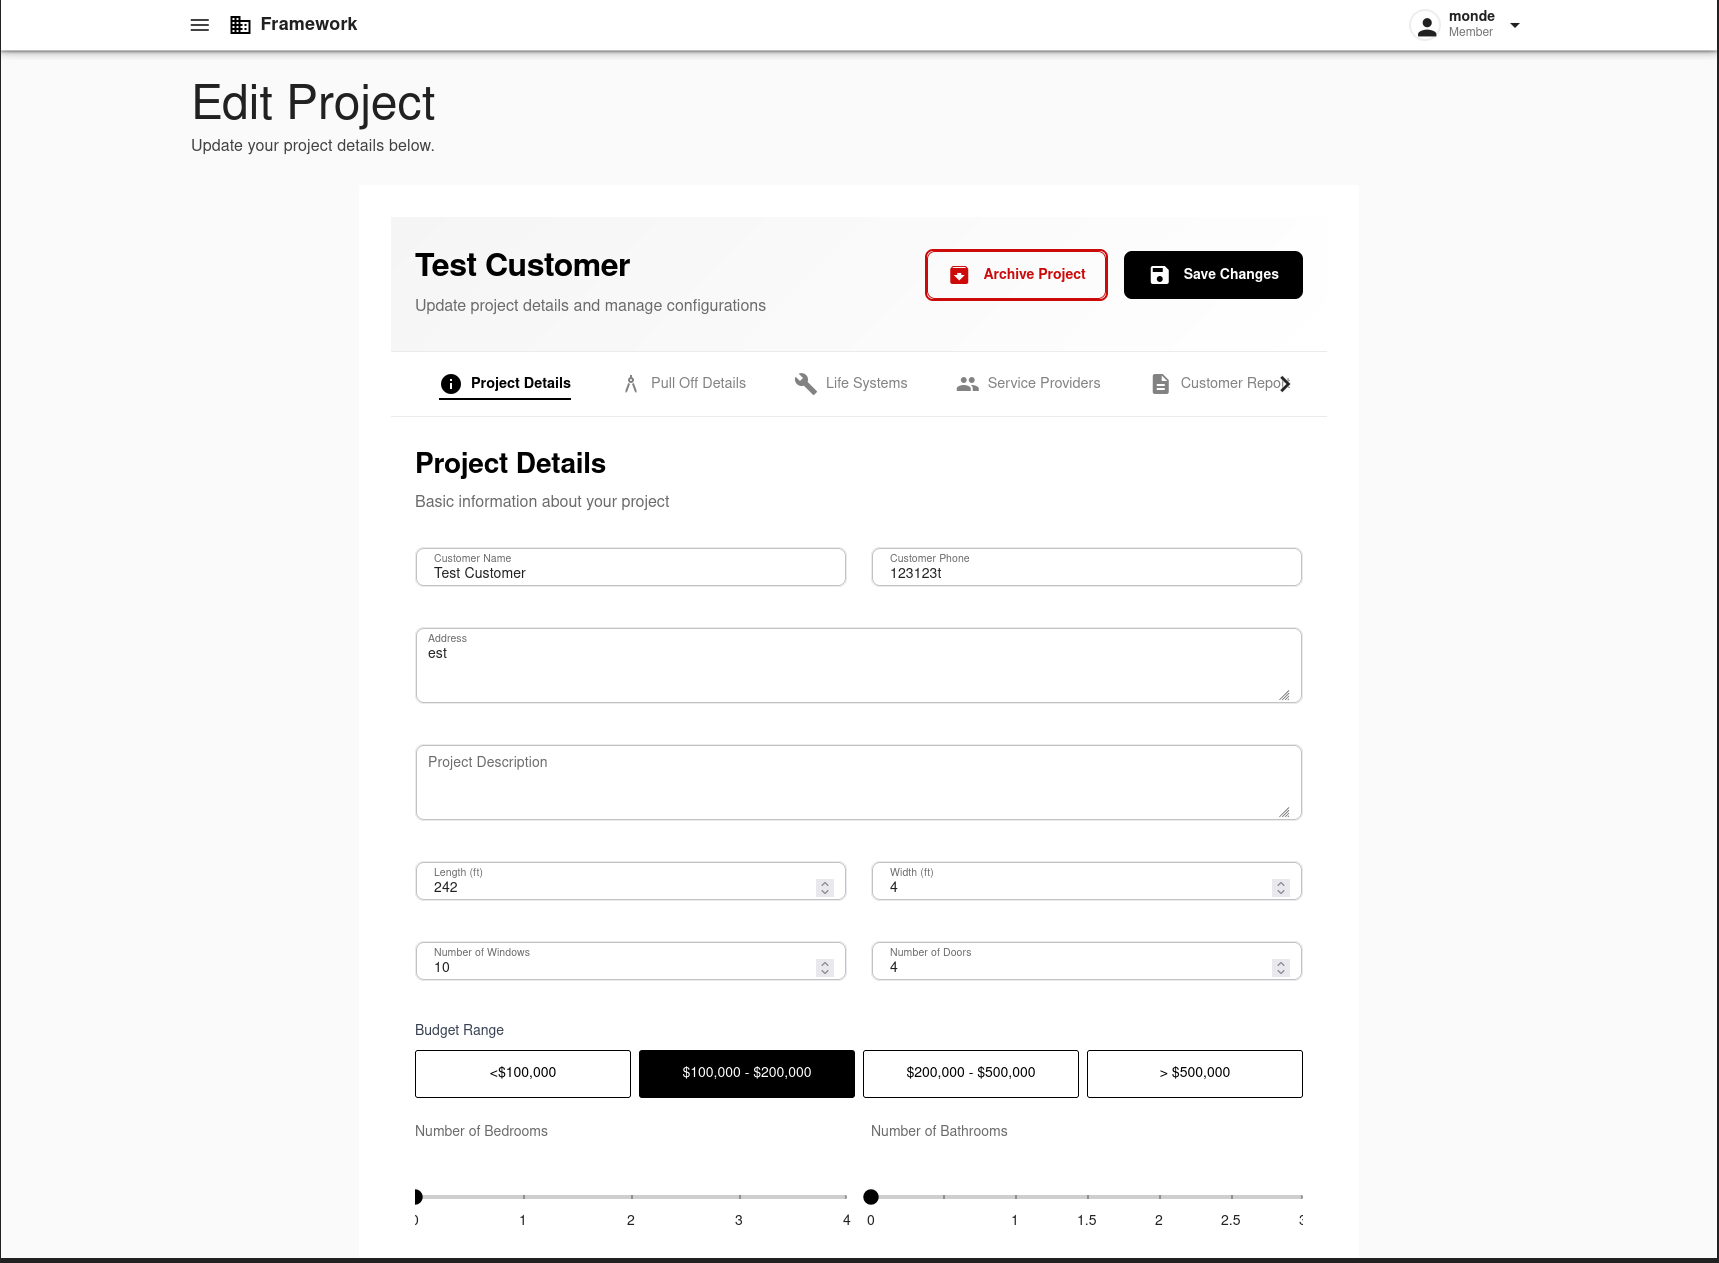 Framework
monde
Member
Edit Project
Update your project details below.
Test Customer
Update project details and manage configurations
Archive Project
Save Changes
Project Details
Pull Off Details
Life Systems
Service Providers
Customer Report
Project Details
Basic information about your project
Customer Name
Test Customer
Customer Phone
123123t
Address
est
Project Description
Length (ft)
242
Width (ft)
4
Number of Windows
10
Number of Doors
4
Budget Range
<$100,000
$100,000 - $200,000
$200,000 - $500,000
> $500,000
Number of Bedrooms
Number of Bathrooms
0 1 2 3 4
0 1 1.5 2 2.5 3